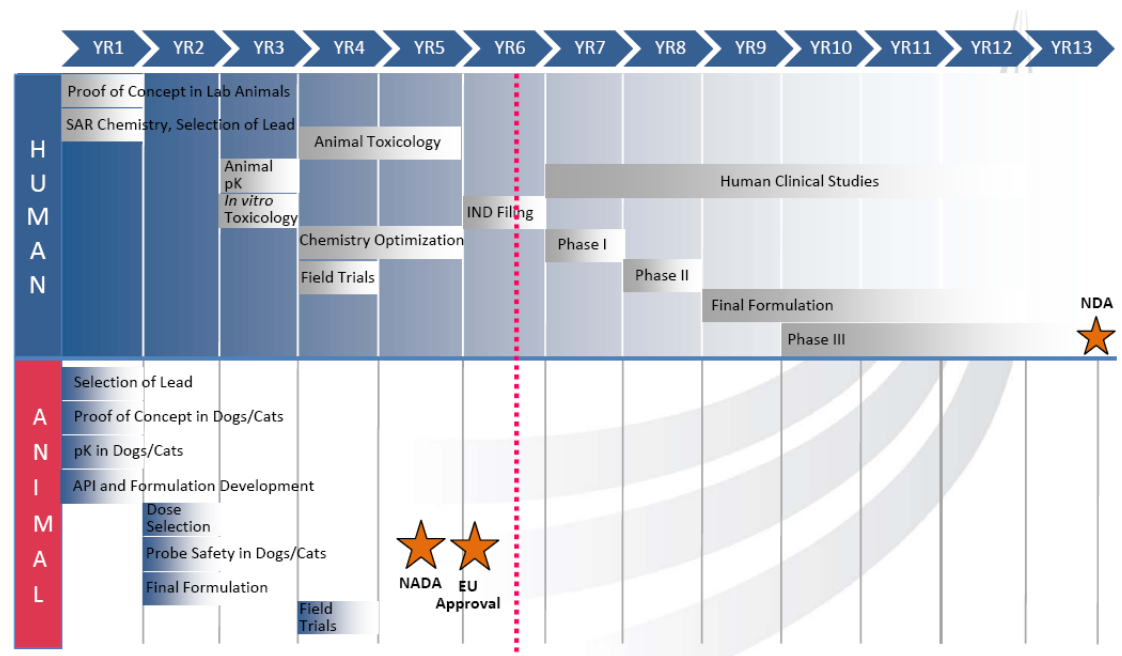 YR1 YR2 YR3 YR4 YR5 YR6 YR7 YR8 YR9 YR10 YR11 YR12 YR13
HUMAN
Proof of Concept in Lab Animals
SAR Chemistry, Selection of Lead
Animal Toxicology
Animal
pK
Human Clinical Studies
In vitro
Toxicology
IND Filing
Chemistry Optimization
Phase I
Field Trials
Phase II
Final Formulation
NDA
Phase III
ANIMAL
Selection of Lead
Proof of Concept in Dogs/Cats
pK in Dogs/Cats
API and Formulation Development
Dose
Selection
Probe Safety in Dogs/Cats
Final Formulation
NADA
EU
Approval
Field
Trials